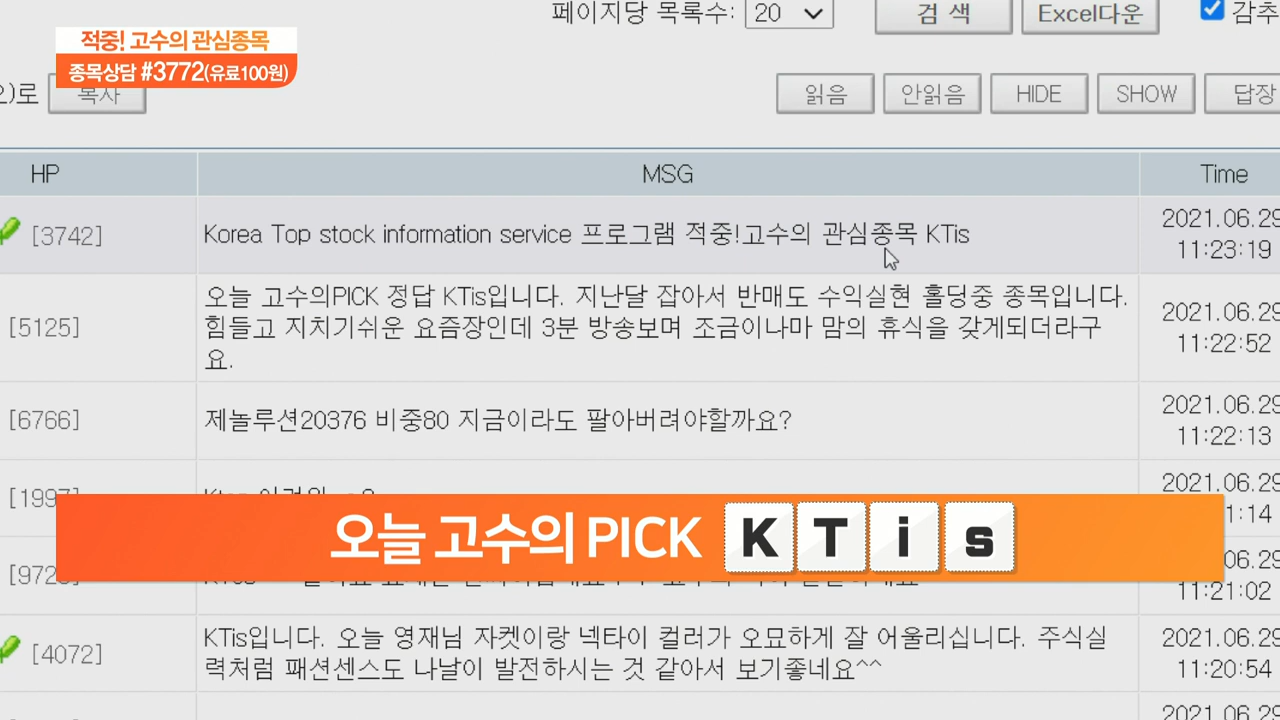 페이지당 목록수: 20 검 색 Excel다운 감추
적중! 고수의 관심종목
종목상담 #3772(유료100원)
로 복사 읽음 안읽음 HIDE SHOW 답장
HP MSG Time
[3742] Korea Top stock information service 프로그램 적중!고수의 관심종목 KTis 2021.06.29 11:23:19
[5125] 오늘 고수의PICK 정답 KTis입니다. 지난달 잡아서 반매도 수익실현 홀딩중 종목입니다.
힘들고 지치기쉬운 요즘장인데 3분 방송보며 조금이나마 맘의 휴식을 갖게되더라구
요.
2021.06.29
11:22:52
[6766] 제놀루션20376 비중80 지금이라도 팔아버려야할까요? 2021.06.29 11:22:13
[1997] 2021.06.29
오늘 고수의 PICK KTis
11:21:02
[4072] KTis입니다. 오늘 영재님 자켓이랑 넥타이 컬러가 오묘하게 잘 어울리십니다. 주식실
력처럼 패션센스도 나날이 발전하시는 것 같아서 보기좋네요^^
2021.06.29
11:20:54